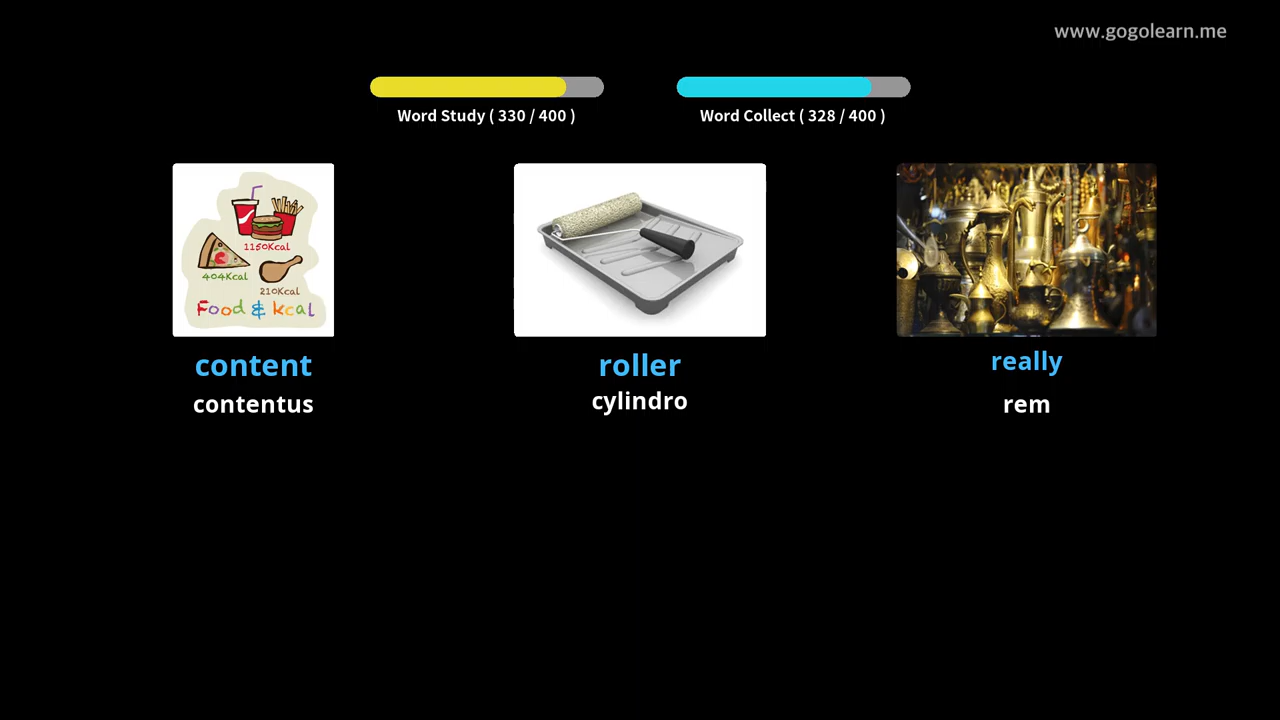 www.gogolearn.me
Word Study ( 330 / 400 )
Word Collect ( 328 / 400 )
1150Kcal
404Kcal
210Kcal
Food & kcal
content
roller
really
contentus
cylindro
rem